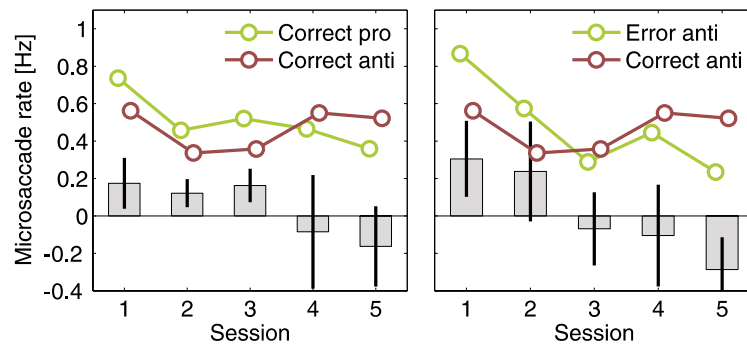 Microsaccade rate [Hz]
1
0.8
0.6
0.4
0.2
0
-0.2
-0.4
Correct pro
Correct anti
1 2 3 4 5
Session
Error anti
Correct anti
1 2 3 4 5
Session